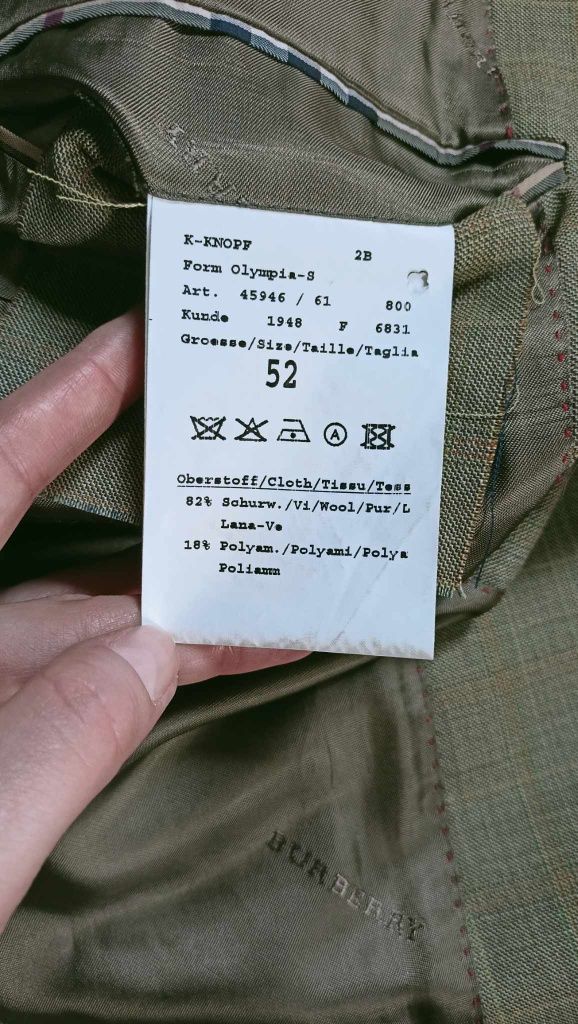 K-KNOPF 2B
Form Olympia-S
Art. 45946 / 61 800
Kunde 1948 F 6831
Groesse/Size/Taille/Taglia
52
A
Oberstoff/Cloth/Tissu/Tess
82% Schurw./Vi/Wool/Pur/L
Lana-Ve
18% Polyam./Polyami/Polya
Poliamm
BURBERRY